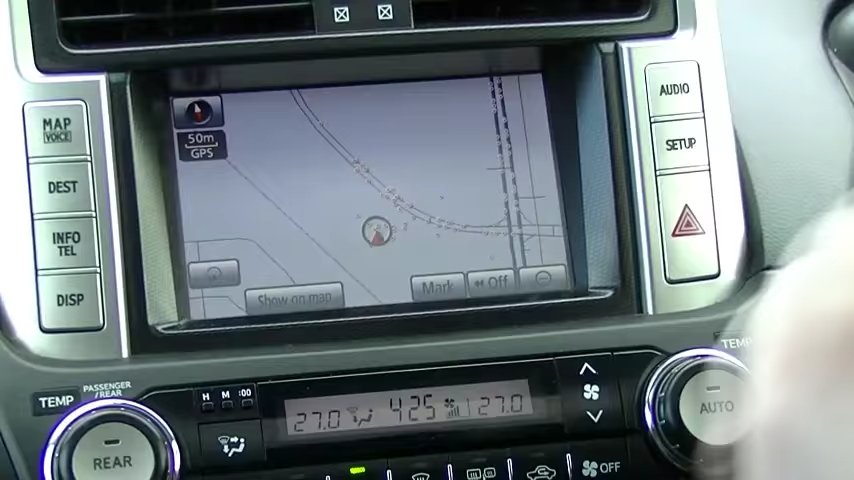 MAP
VOICE
DEST
INFO
TEL
DISP
50m
GPS
Show on map
Mark
Off
AUDIO
SETUP
TEMP
PASSENGER
/REAR
H M :00
27.0
4:25
27.0
TEMP
REAR
AUTO
OFF